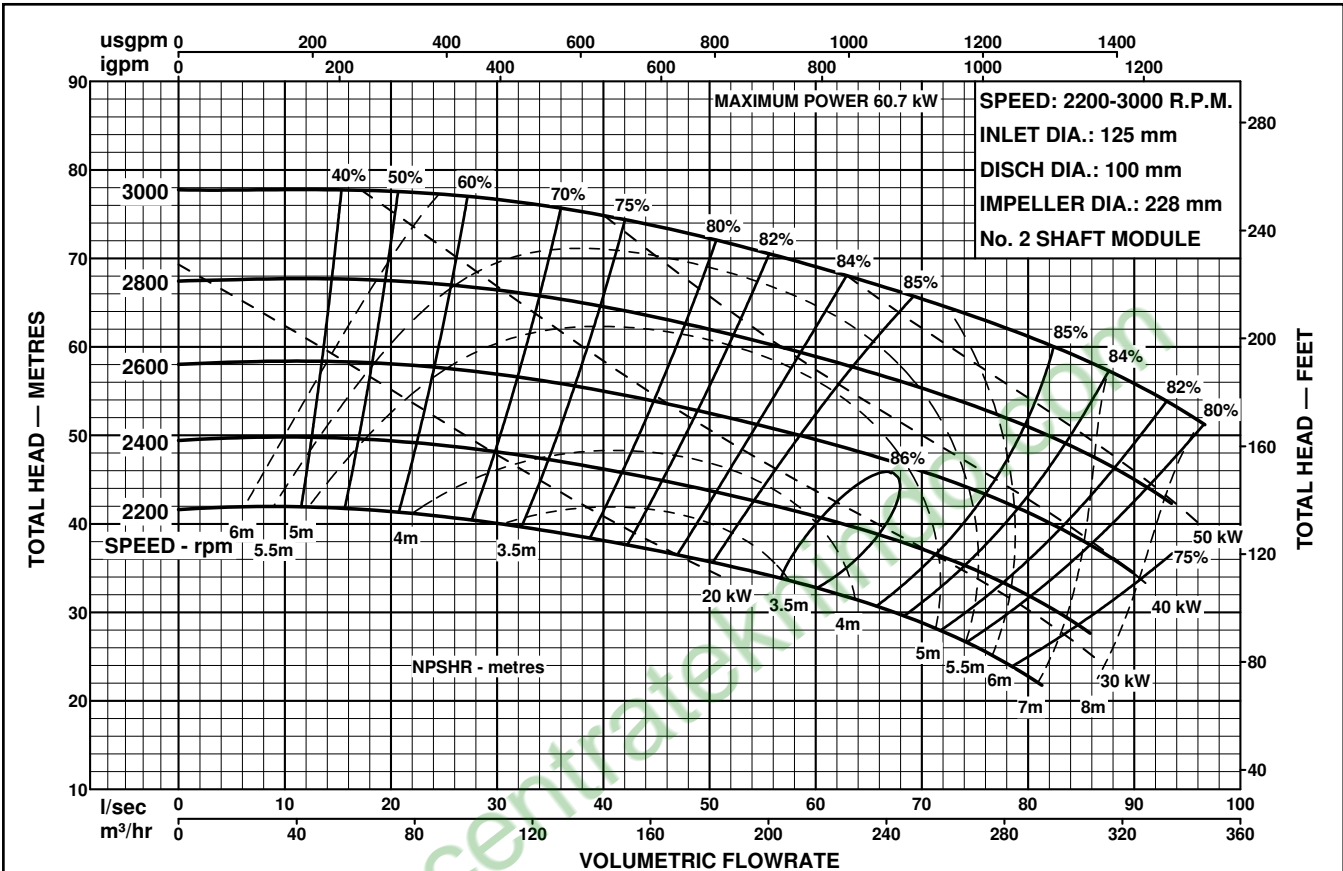 usgpm 0 200 400 600 800 1000 1200 1400
igpm 0 200 400 600 800 1000 1200
MAXIMUM POWER 60.7 kW
SPEED: 2200-3000 R.P.M.
INLET DIA.: 125 mm
DISCH DIA.: 100 mm
IMPELLER DIA.: 228 mm
No. 2 SHAFT MODULE
TOTAL HEAD — METRES
90
80
70
60
50
40
30
20
10
TOTAL HEAD — FEET
280
240
200
160
120
80
40
3000
2800
2600
2400
2200
SPEED - rpm
40% 50% 60% 70% 75% 80% 82% 84% 85%
85% 84% 82% 80%
86%
75%
6m 5.5m 5m 4m 3.5m
20 kW 3.5m 4m 5m 5.5m 6m 7m 8m
50 kW
40 kW
30 kW
NPSHR - metres
centrateknindo.com
l/sec 0 10 20 30 40 50 60 70 80 90 100
m³/hr 0 40 80 120 160 200 240 280 320 360
VOLUMETRIC FLOWRATE